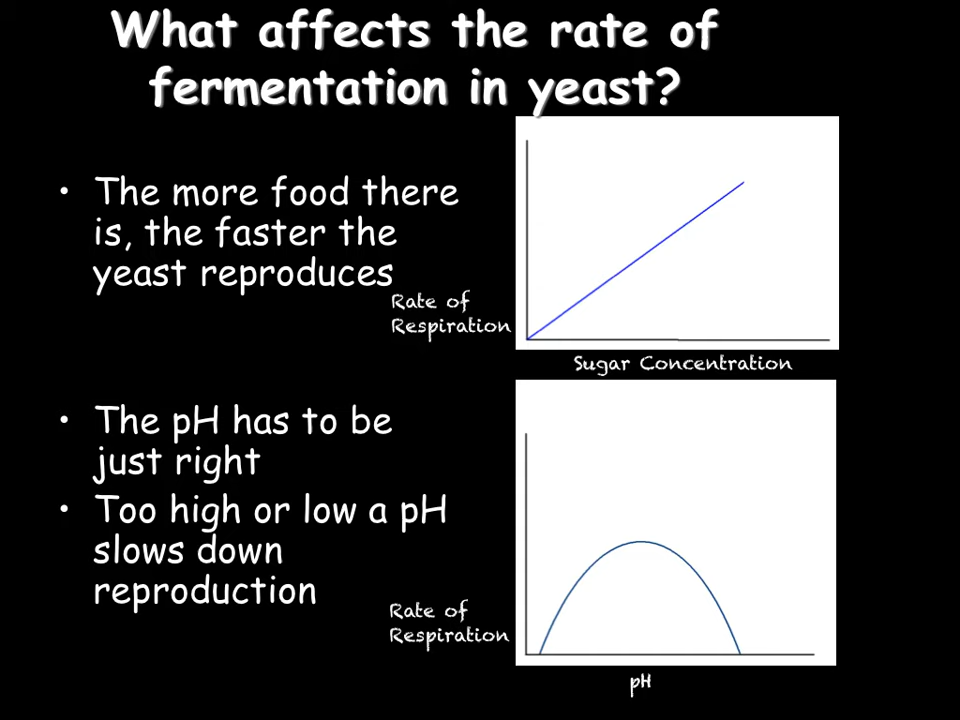 What affects the rate of
fermentation in yeast?
• The more food there
is, the faster the
yeast reproduces
Rate of
Respiration
Sugar Concentration
• The pH has to be
just right
• Too high or low a pH
slows down
reproduction
Rate of
Respiration
pH